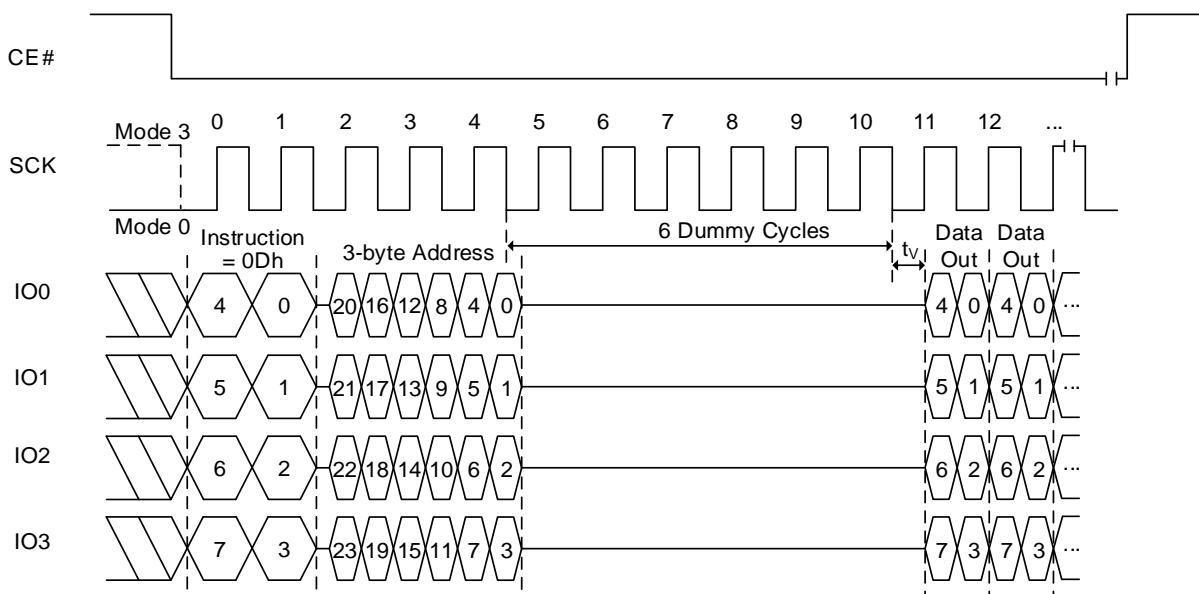 CE#
Mode 3 0 1 2 3 4 5 6 7 8 9 10 11 12 ...
SCK
Mode 0
Instruction
= 0Dh
3-byte Address
6 Dummy Cycles
tV
Data
Out
Data
Out
IO0 4 0 20 16 12 8 4 0 4 0 4 0 ...
IO1 5 1 21 17 13 9 5 1 5 1 5 1 ...
IO2 6 2 22 18 14 10 6 2 6 2 6 2 ...
IO3 7 3 23 19 15 11 7 3 7 3 7 3 ...